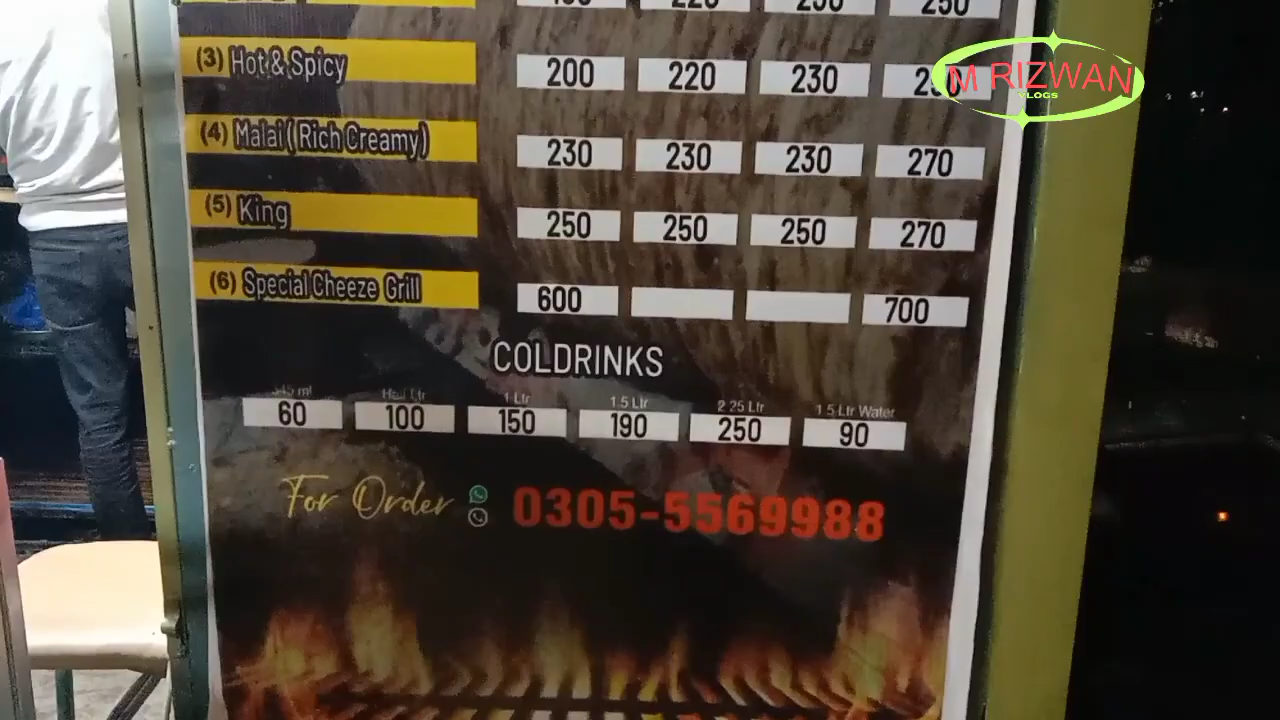 250
(3) Hot & Spicy 200 220 230
M RIZWAN
VLOGS
(4) Malai ( Rich Creamy) 230 230 230 270
(5) King 250 250 250 270
(6) Special Cheeze Grill 600 700
COLDRINKS
1 Ltr 1.5 Ltr 2.25 Ltr 1.5 Ltr Water
60 100 150 190 250 90
For Order 0305-5569988